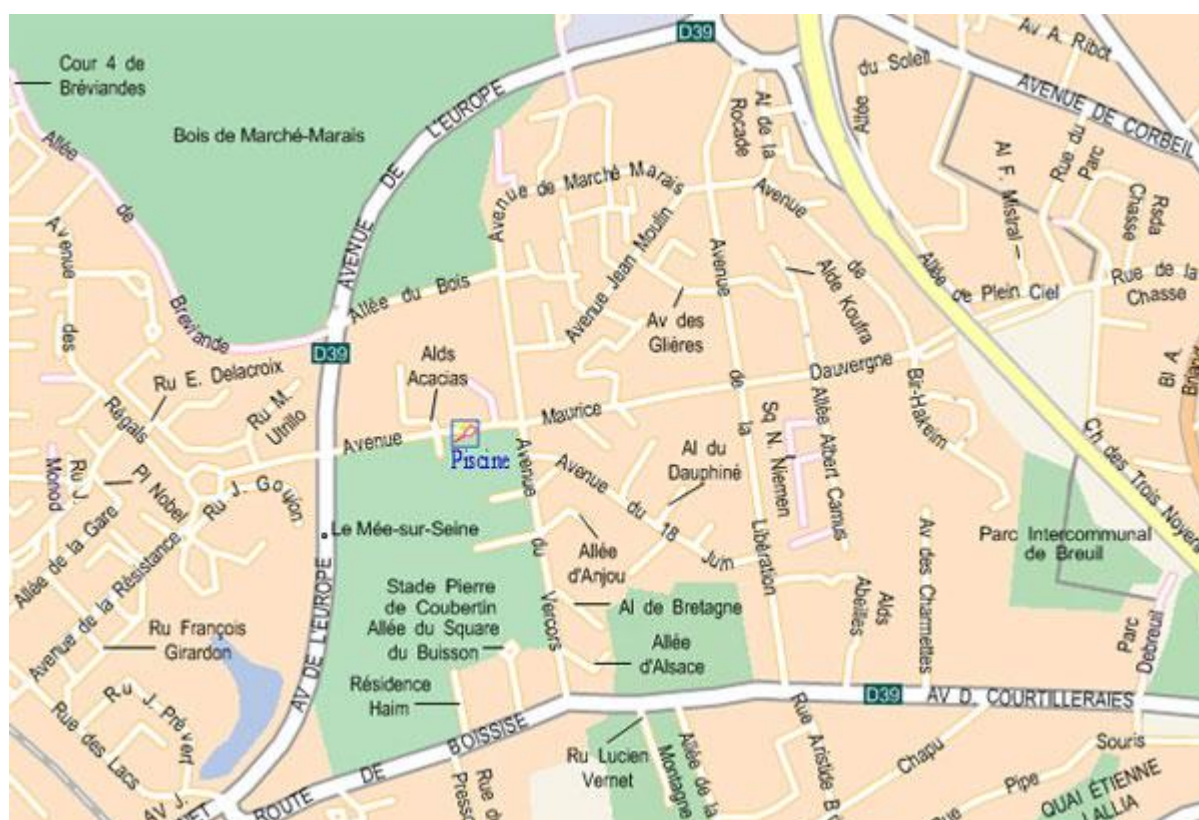 D39
Av A. Ribot
Cour 4 de
Bréviandes
du Soleil
Allée
AVENUE DE CORBEIL
L'EUROPE
Al de la
Rocade
Bois de Marché-Marais
Allée
de
Bréviande
DE
AVENUE
Avenue de Marché Marais
Avenue
de
Bir-Hakeim
Al F. Mistral
Rue du
Parc
Rsda
Chasse
Avenue
des
Régals
Avenue Jean Moulin
Avenue
de la
Libération
Allée
de Plein Ciel
Rue de la
Chasse
Allée du Bois
Alde Koufra
Av des
Glières
D39
Alds
Acacias
Ru E. Delacroix
Ru M.
Utrillo
Dauvergne
Bl A.
Avenue
Maurice
Allée Albert Camus
Sq N. Niemen
Piscine
Ru J.
Monod
Pl Nobel
Ru J. Goujon
Avenue
du
Vercors
Avenue du 18 Juin
Al du
Dauphiné
Ch des Trois Noyers
Allée de la Gare
Le Mée-sur-Seine
Parc Intercommunal
de Breuil
Avenue de la Résistance
Allée
d'Anjou
Av des Charmettes
Stade Pierre
de Coubertin
Allée du Square
du Buisson
Al de Bretagne
Alds
Abeilles
Ru François
Girardon
AV DE L'EUROPE
Allée
d'Alsace
Parc
Debreuil
Résidence
Haim
D39
AV D. COURTILLERAIES
Ru J. Prévert
Rue des Lacs
BOISSISE
DE
ROUTE
Ru Lucien
Vernet
Allée de la
Montagne
Rue Aristide B
Chapu
Souris
Pipe
Rue
Rue d
Presso
AV J.
NET
QUAI ÉTIENNE
LALLIA